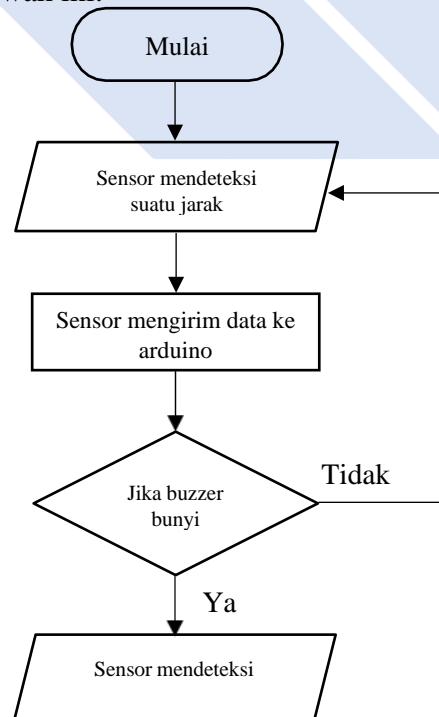 Mulai
Sensor mendeteksi
suatu jarak
Sensor mengirim data ke
arduino
Jika buzzer
bunyi
Tidak
Ya
Sensor mendeteksi